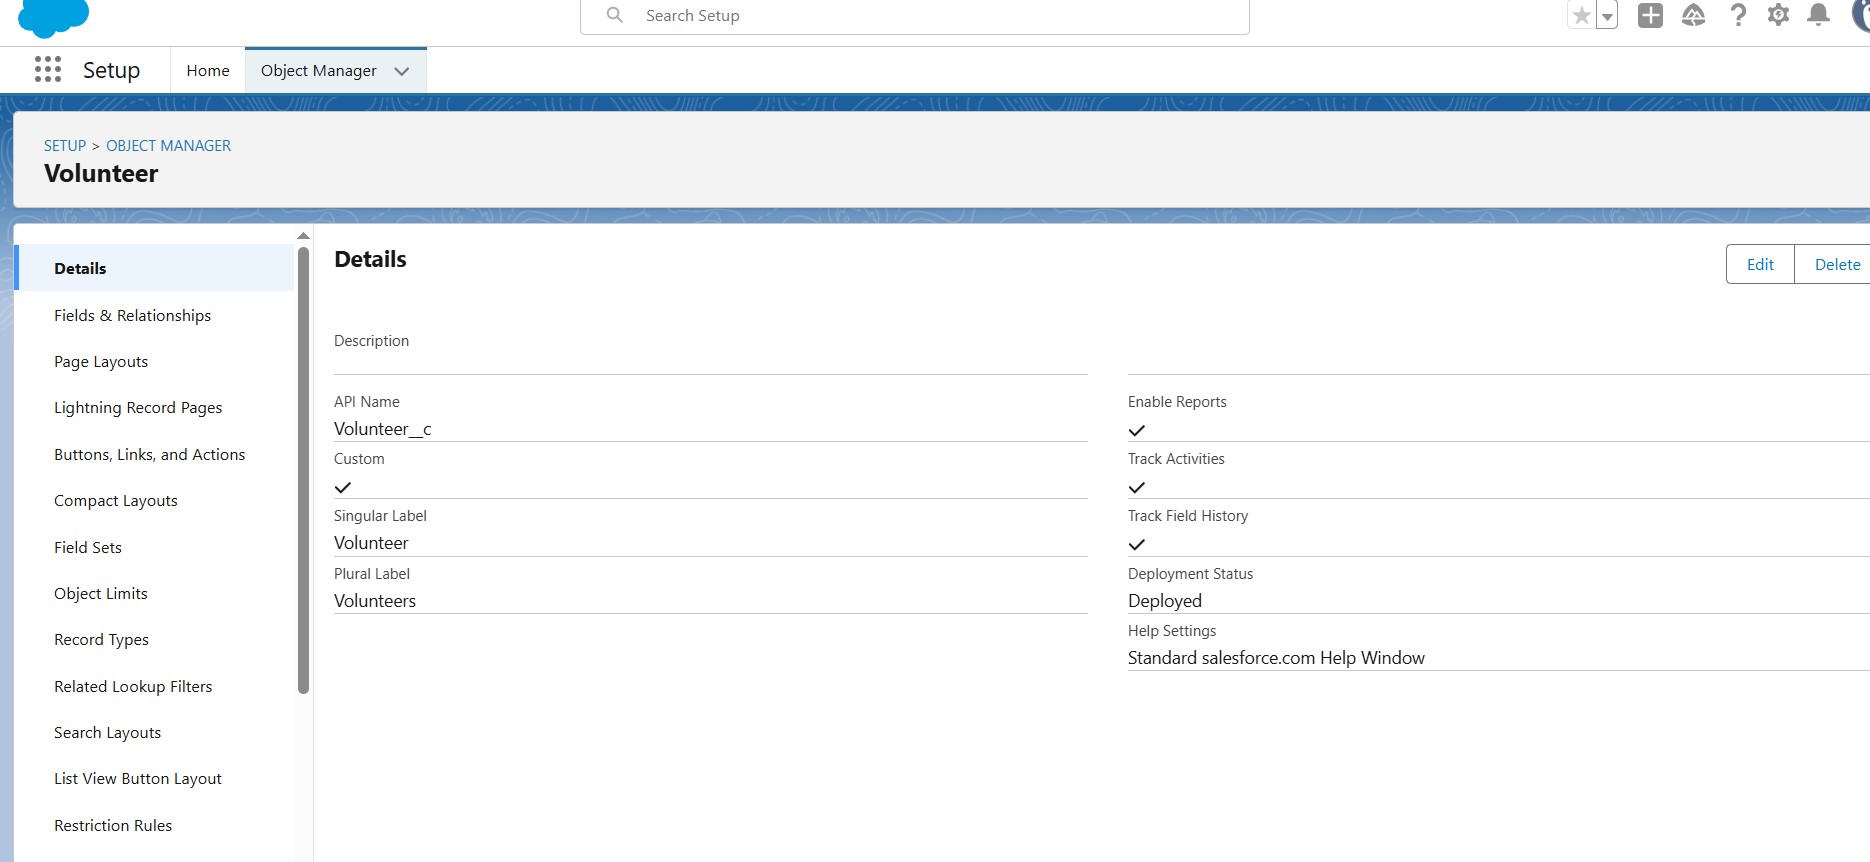 Search Setup
Setup
Home
Object Manager
SETUP > OBJECT MANAGER
Volunteer
Details
Fields & Relationships
Page Layouts
Lightning Record Pages
Buttons, Links, and Actions
Compact Layouts
Field Sets
Object Limits
Record Types
Related Lookup Filters
Search Layouts
List View Button Layout
Restriction Rules
Details
Edit
Delete
Description
API Name
Volunteer__c
Custom
Singular Label
Volunteer
Plural Label
Volunteers
Enable Reports
Track Activities
Track Field History
Deployment Status
Deployed
Help Settings
Standard salesforce.com Help Window